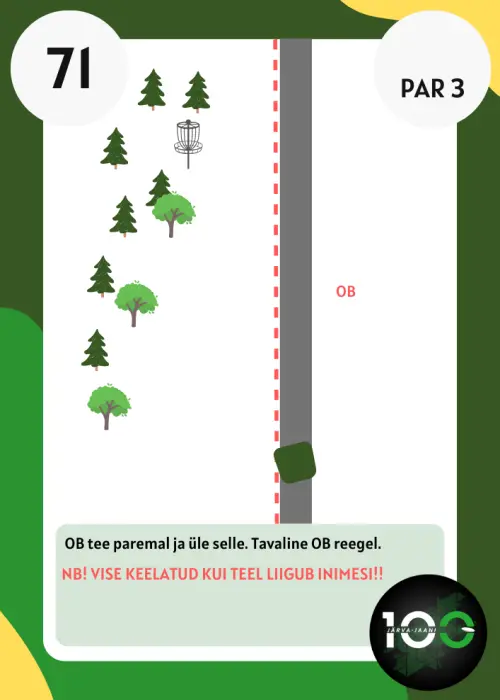 71
PAR 3
OB
OB tee paremal ja üle selle. Tavaline OB reegel.
NB! VISE KEELATUD KUI TEEL LIIGUB INIMESI!!
100
JÄRVA-JAANI